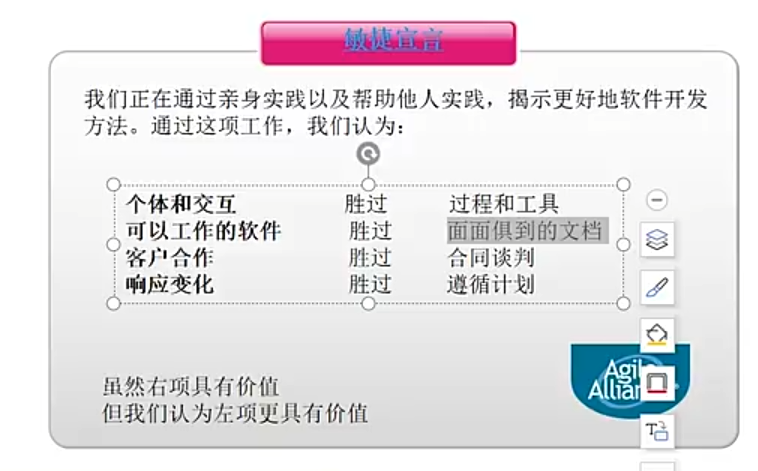 敏捷宣言
我们正在通过亲身实践以及帮助他人实践，揭示更好地软件开发
方法。通过这项工作，我们认为：
个体和交互 胜过 过程和工具
可以工作的软件 胜过 面面俱到的文档
客户合作 胜过 合同谈判
响应变化 胜过 遵循计划
虽然右项具有价值
但我们认为左项更具有价值